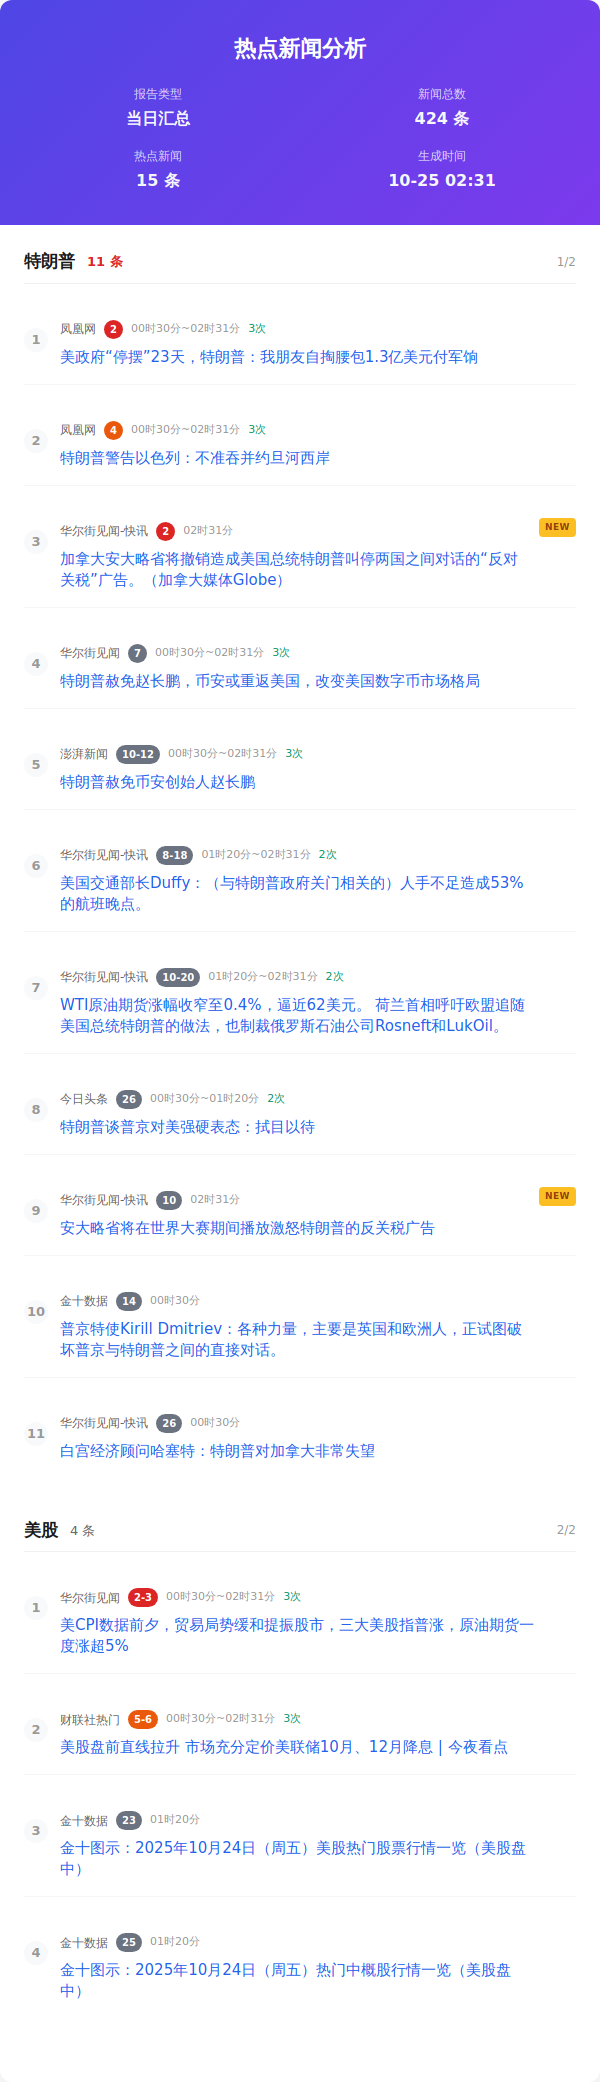 热点新闻分析
报告类型
新闻总数
当日汇总
424 条
热点新闻
生成时间
15 条
10-25 02:31
特朗普 11 条 1/2
1 凤凰网 2 00时30分~02时31分 3次
美政府“停摆”23天，特朗普：我朋友自掏腰包1.3亿美元付军饷
2 凤凰网 4 00时30分~02时31分 3次
特朗普警告以色列：不准吞并约旦河西岸
3 华尔街见闻-快讯 2 02时31分 NEW
加拿大安大略省将撤销造成美国总统特朗普叫停两国之间对话的“反对
关税”广告。（加拿大媒体Globe）
4 华尔街见闻 7 00时30分~02时31分 3次
特朗普赦免赵长鹏，币安或重返美国，改变美国数字币市场格局
5 澎湃新闻 10-12 00时30分~02时31分 3次
特朗普赦免币安创始人赵长鹏
6 华尔街见闻-快讯 8-18 01时20分~02时31分 2次
美国交通部长Duffy：（与特朗普政府关门相关的）人手不足造成53%
的航班晚点。
7 华尔街见闻-快讯 10-20 01时20分~02时31分 2次
WTI原油期货涨幅收窄至0.4%，逼近62美元。 荷兰首相呼吁欧盟追随
美国总统特朗普的做法，也制裁俄罗斯石油公司Rosneft和LukOil。
8 今日头条 26 00时30分~01时20分 2次
特朗普谈普京对美强硬表态：拭目以待
9 华尔街见闻-快讯 10 02时31分 NEW
安大略省将在世界大赛期间播放激怒特朗普的反关税广告
10 金十数据 14 00时30分
普京特使Kirill Dmitriev：各种力量，主要是英国和欧洲人，正试图破
坏普京与特朗普之间的直接对话。
11 华尔街见闻-快讯 26 00时30分
白宫经济顾问哈塞特：特朗普对加拿大非常失望
美股 4 条 2/2
1 华尔街见闻 2-3 00时30分~02时31分 3次
美CPI数据前夕，贸易局势缓和提振股市，三大美股指普涨，原油期货一
度涨超5%
2 财联社热门 5-6 00时30分~02时31分 3次
美股盘前直线拉升 市场充分定价美联储10月、12月降息 | 今夜看点
3 金十数据 23 01时20分
金十图示：2025年10月24日（周五）美股热门股票行情一览（美股盘
中）
4 金十数据 25 01时20分
金十图示：2025年10月24日（周五）热门中概股行情一览（美股盘
中）